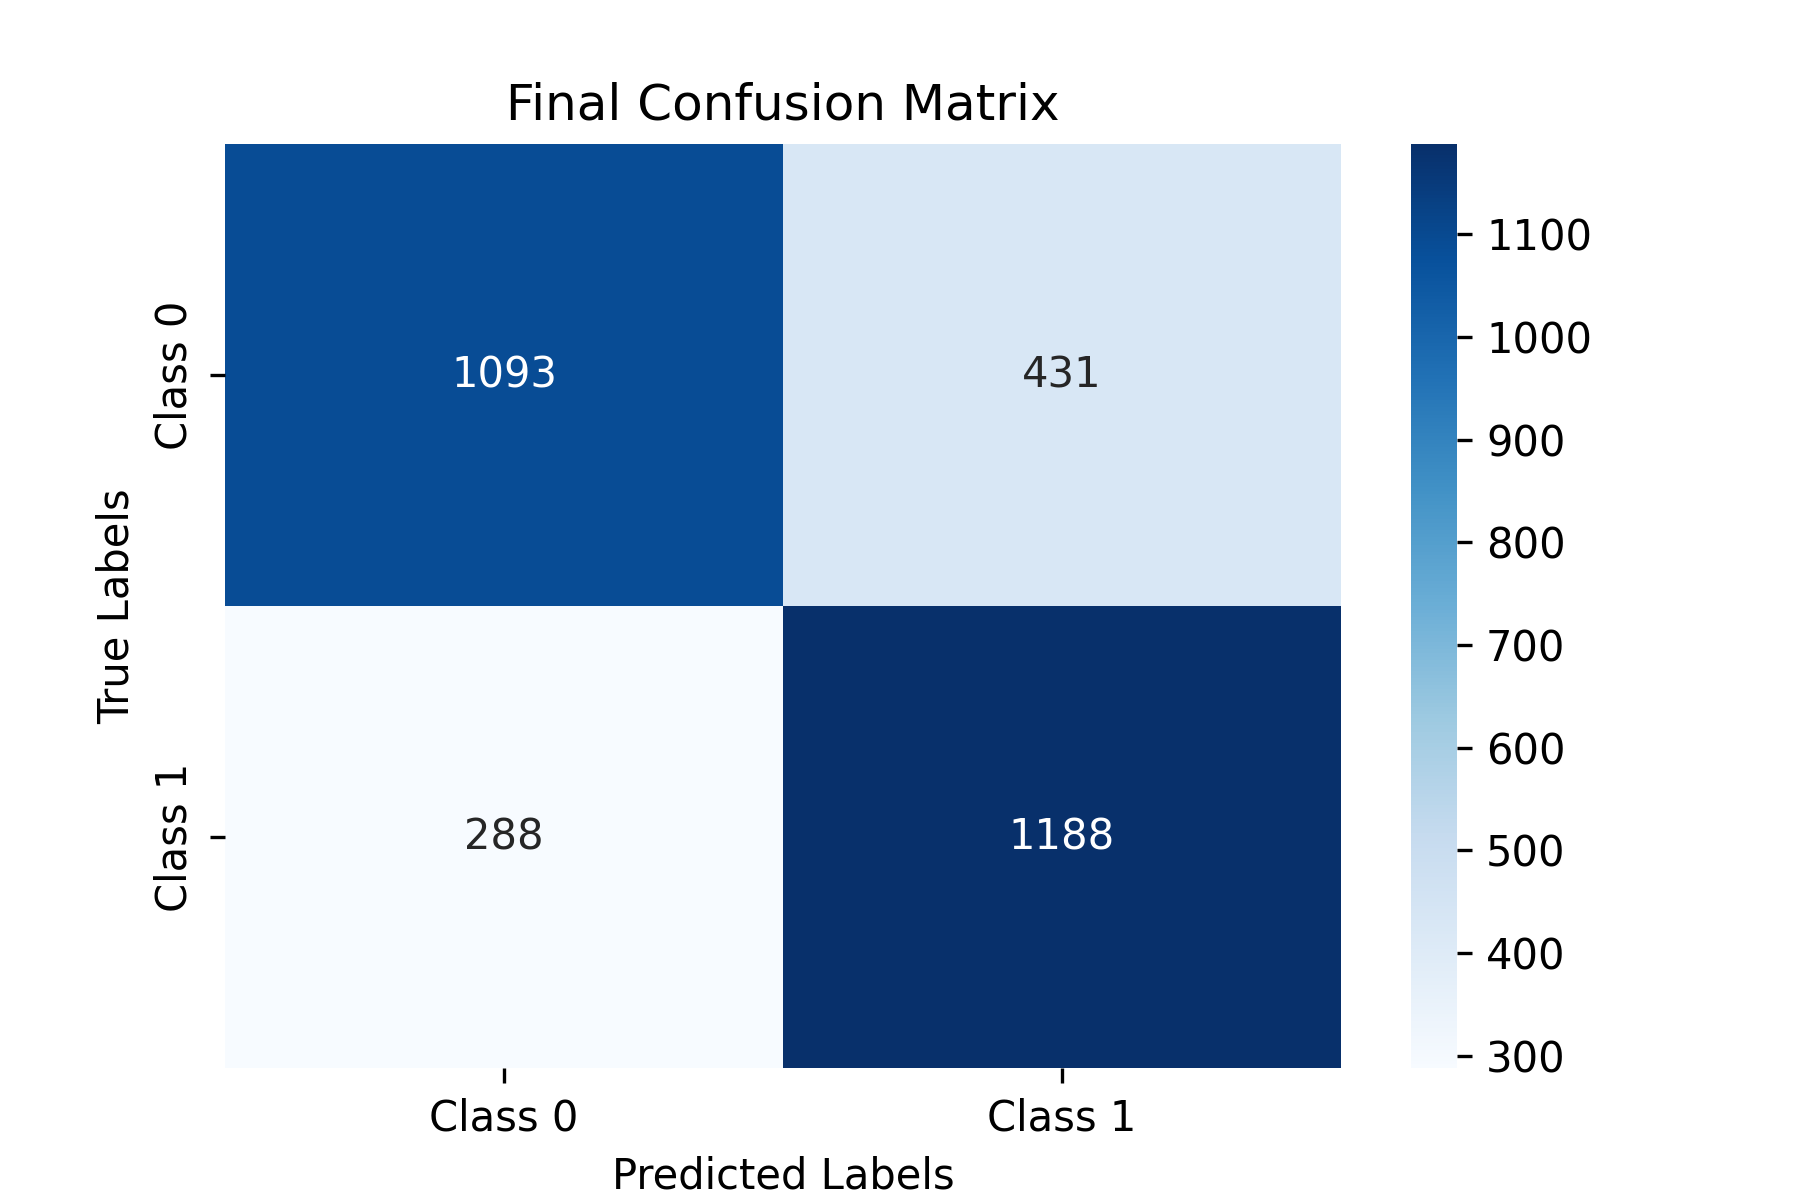 Final Confusion Matrix
True Labels
Class 0
Class 1
1093
431
288
1188
Class 0
Class 1
Predicted Labels
1100
1000
900
800
700
600
500
400
300